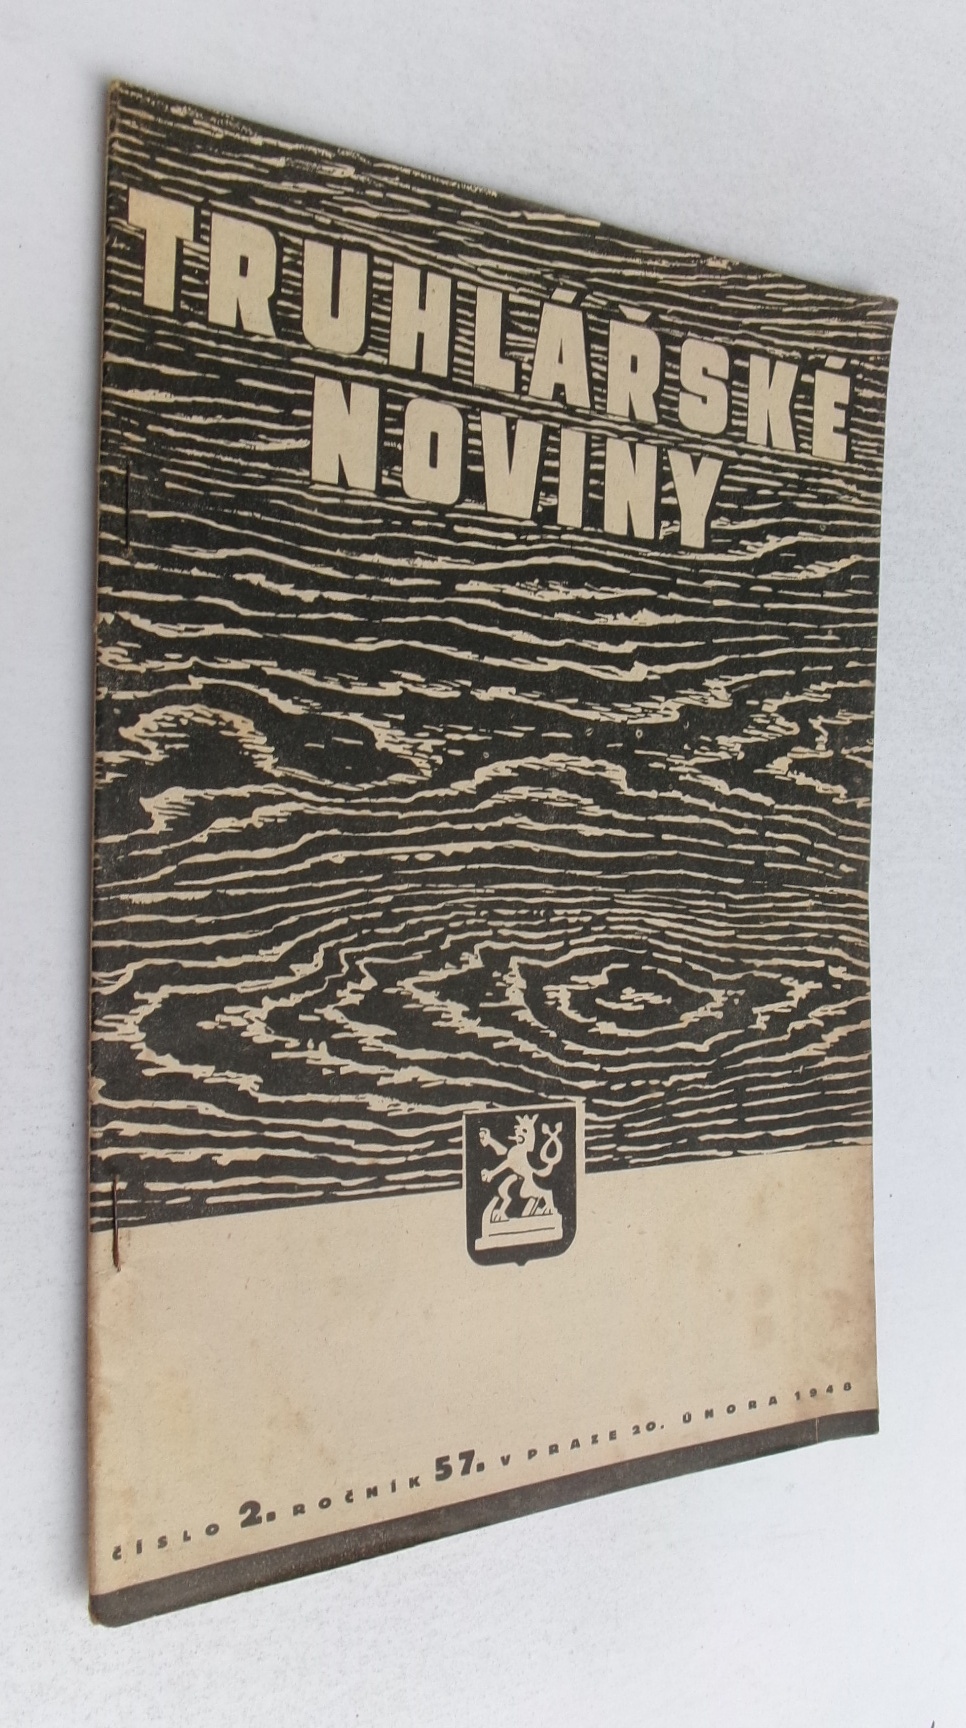 TRUHLÁŘSKÉ
NOVINY
ČÍSLO 2. ROČNÍK 57. V PRAZE 20. ÚNORA 1948